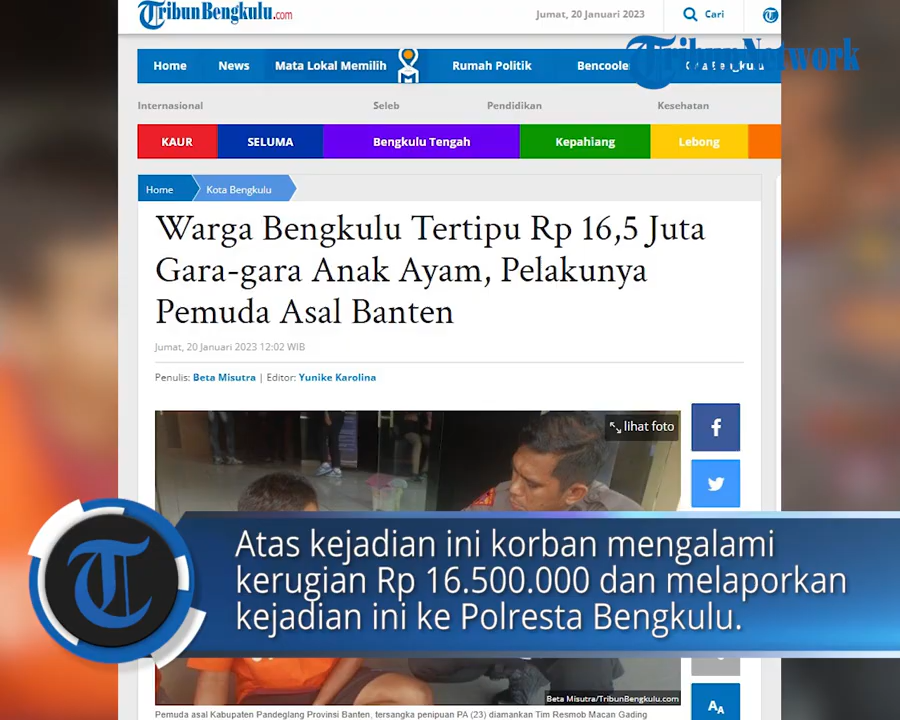 TribunBengkulu.com
Jumat, 20 Januari 2023
Cari
Tribun Network
Home News Mata Lokal Memilih Rumah Politik
Internasional Seleb Pendidikan Kesehatan
KAUR SELUMA Bengkulu Tengah Kepahiang Lebong
Home Kota Bengkulu
Warga Bengkulu Tertipu Rp 16,5 Juta
Gara-gara Anak Ayam, Pelakunya
Pemuda Asal Banten
Jumat, 20 Januari 2023 12:02 WIB
Penulis: Beta Misutra | Editor: Yunike Karolina
lihat foto
Atas kejadian ini korban mengalami
kerugian Rp 16.500.000 dan melaporkan
kejadian ini ke Polresta Bengkulu.
Beta Misutra/TribunBengkulu.com
AA
Pemuda asal Kabupaten Pandeglang Provinsi Banten, tersangka penipuan PA (23) diamankan Tim Resmob Macan Gading